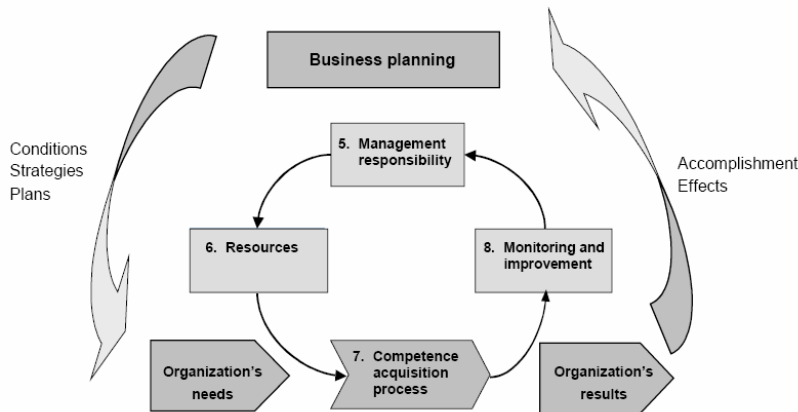 Business planning
Conditions
Strategies
Plans
5. Management
responsibility
Accomplishment
Effects
6. Resources
8. Monitoring and
improvement
Organization's
needs
7. Competence
acquisition
process
Organization's
results